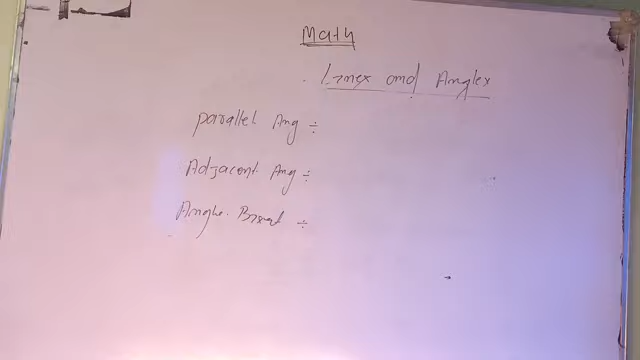 Math
Lines and Angles
parallel Ang ÷
Adjacent Ang ÷
Angle. Bisect ÷